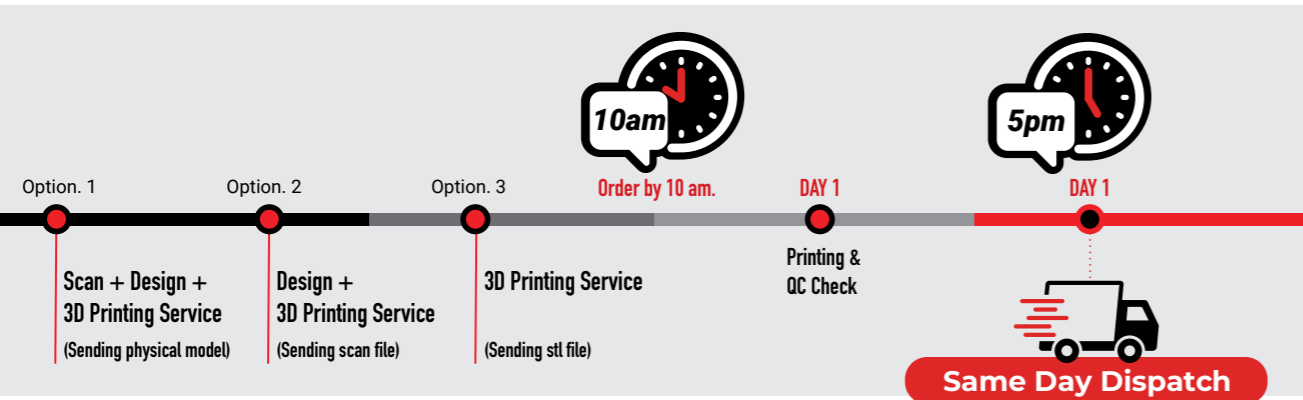 10am
5pm
Option. 1
Option. 2
Option. 3
Order by 10 am.
DAY 1
DAY 1
Scan + Design +
3D Printing Service
(Sending physical model)
Design +
3D Printing Service
(Sending scan file)
3D Printing Service
(Sending stl file)
Printing &
QC Check
Same Day Dispatch